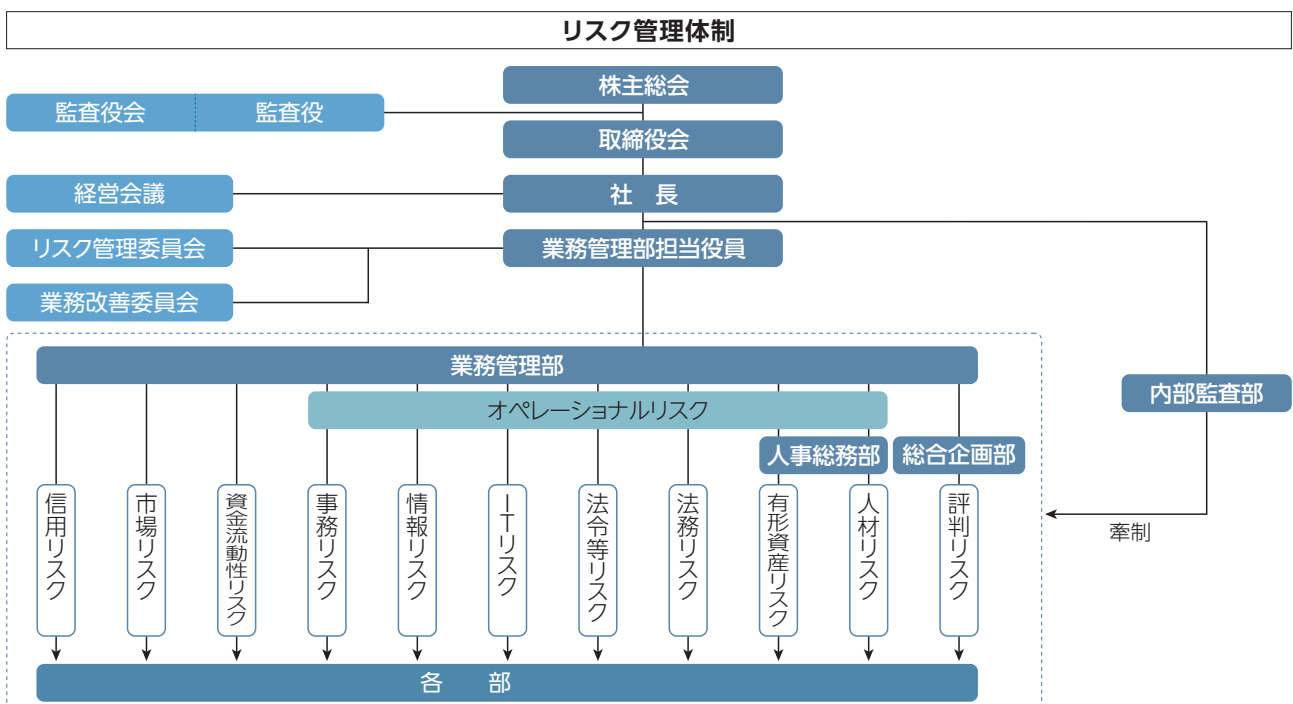 リスク管理体制
株主総会
監査役会 監査役
取締役会
経営会議
社 長
リスク管理委員会
業務管理部担当役員
業務改善委員会
業務管理部
内部監査部
オペレーショナルリスク
人事総務部
総合企画部
信用リスク
市場リスク
資金流動性リスク
事務リスク
情報リスク
ITリスク
法令等リスク
法務リスク
有形資産リスク
人材リスク
評判リスク
牽制
各 部